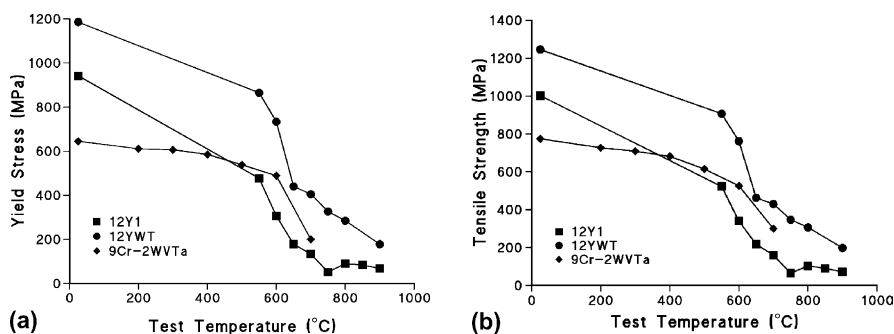 1200
1000
800
600
400
200
0
Yield Stress (MPa)
12Y1
12YWT
9Cr-2WVTa
0 200 400 600 800 1000
Test Temperature (°C)
(a)
1400
1200
1000
800
600
400
200
0
Tensile Strength (MPa)
12Y1
12YWT
9Cr-2WVTa
0 200 400 600 800 1000
Test Temperature (°C)
(b)